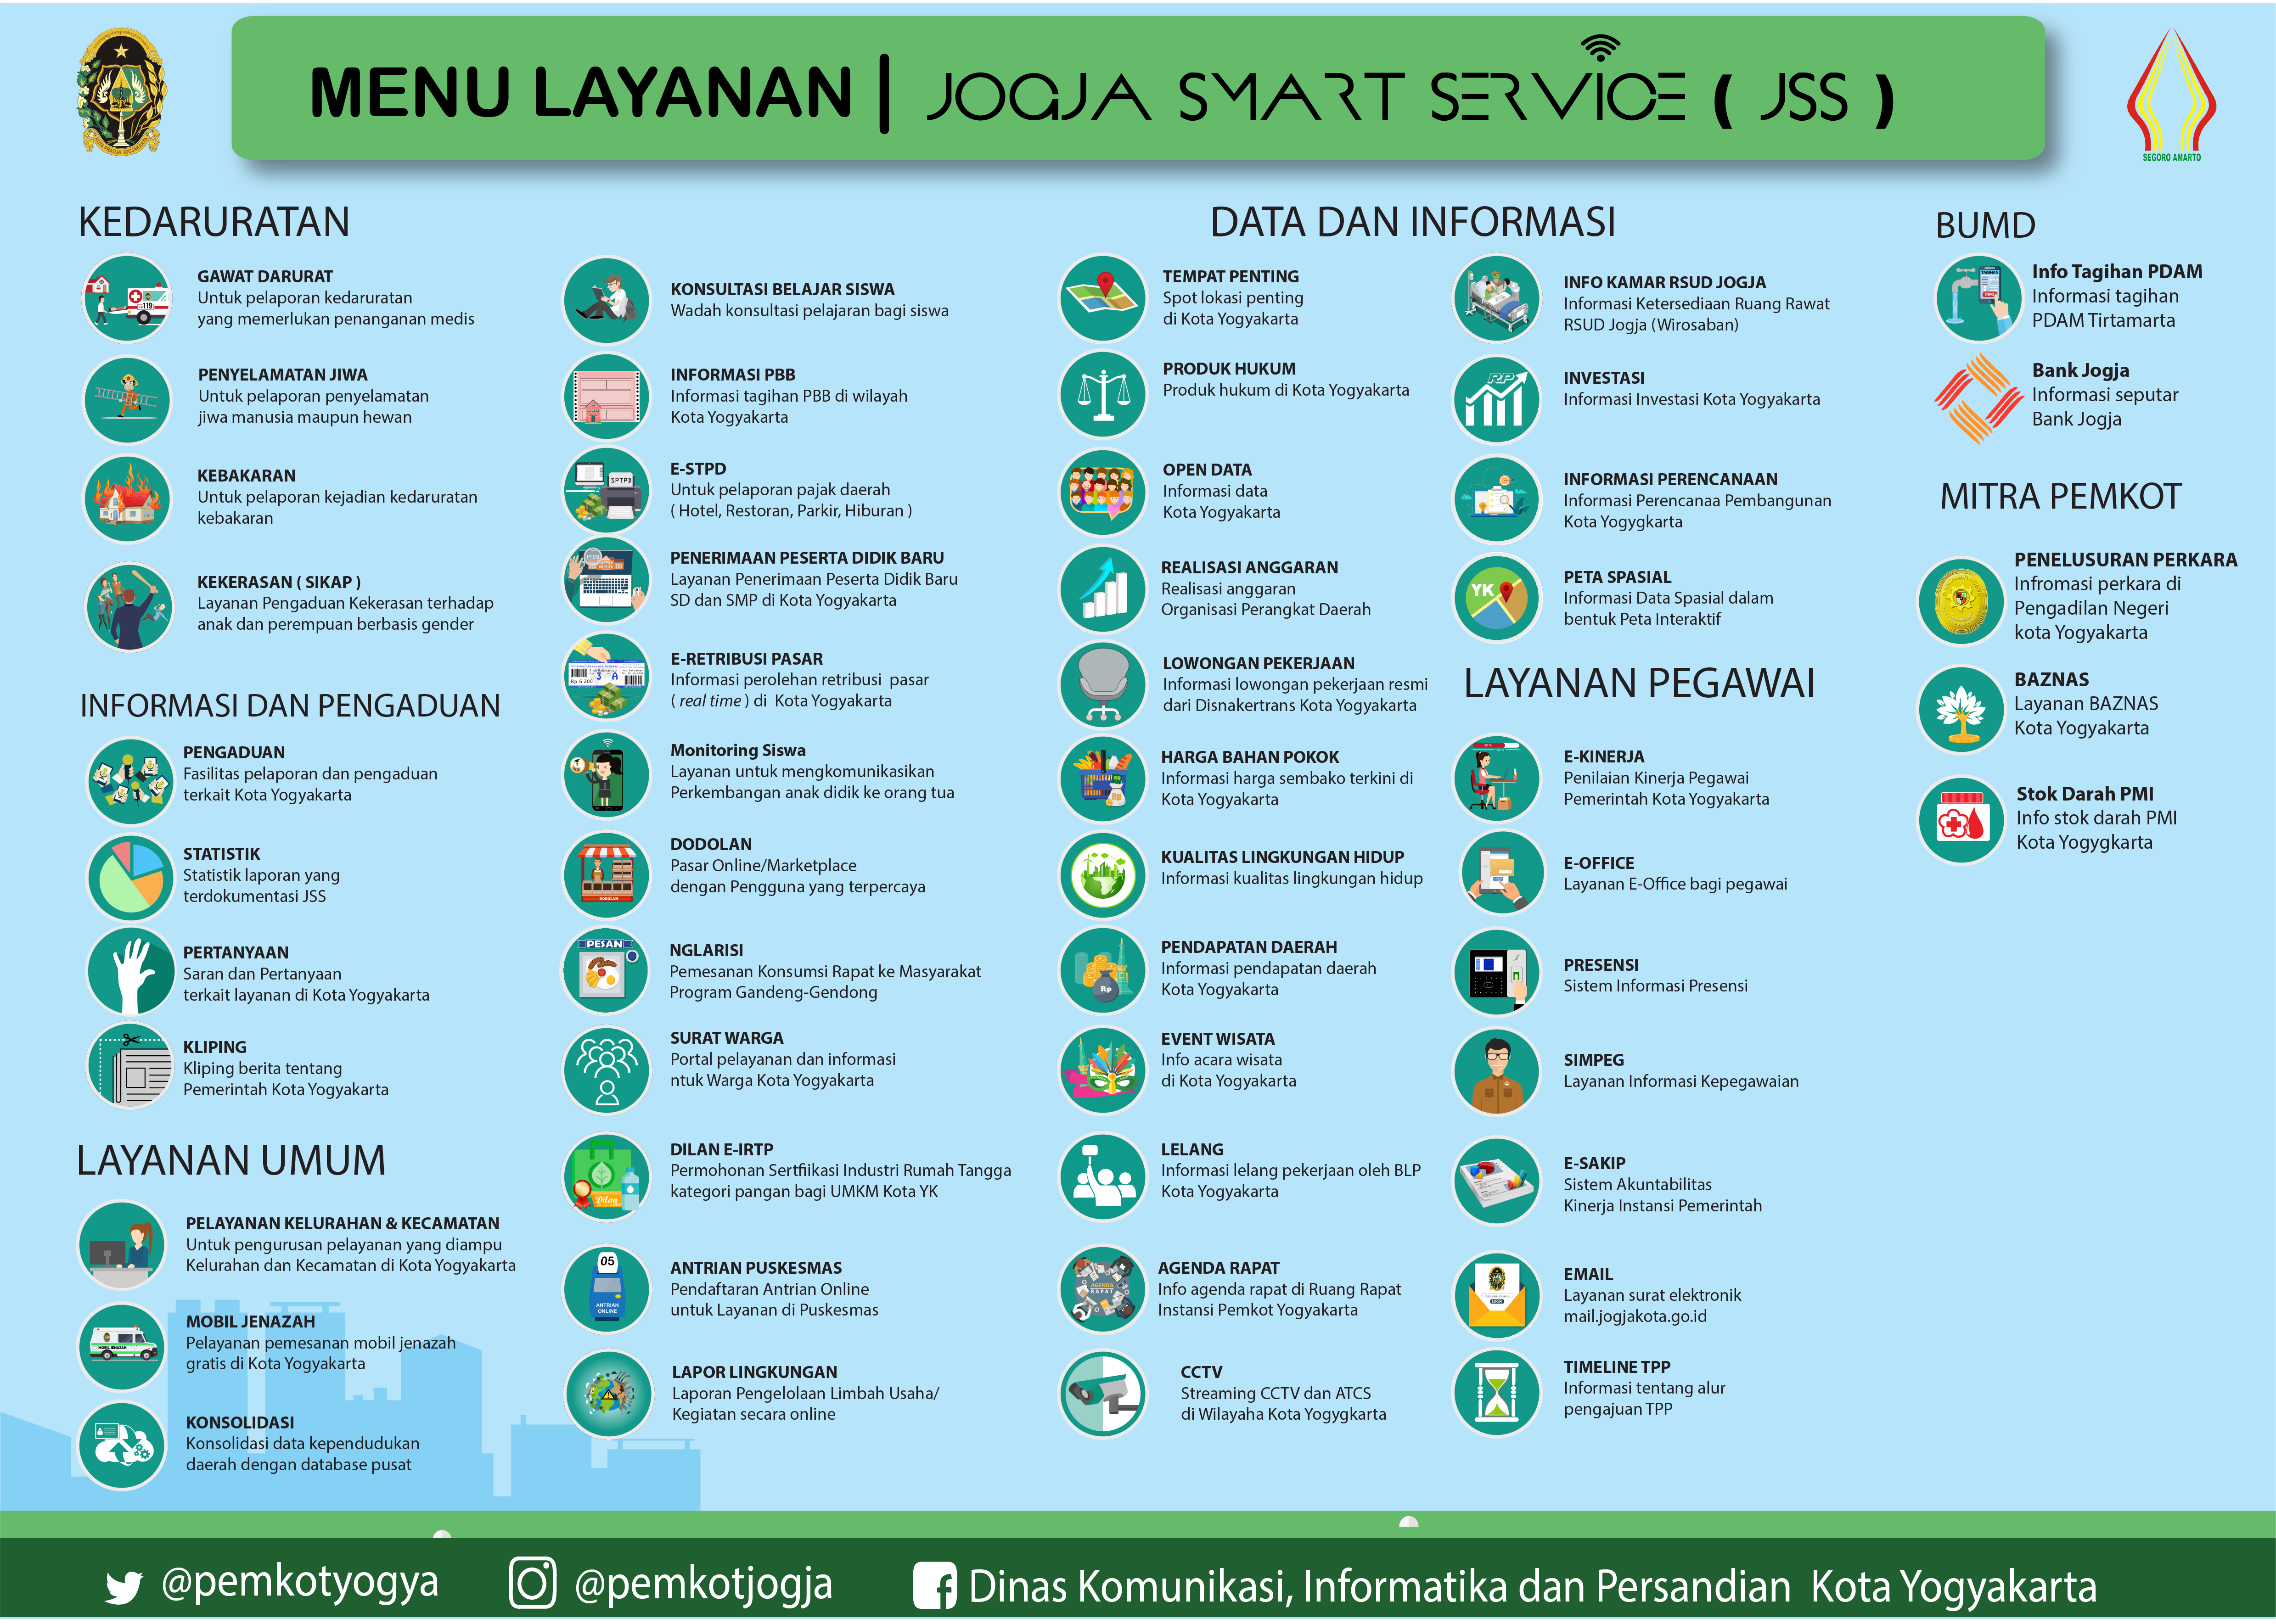 MENU LAYANAN | JOGJA SMART SERVICE ( JSS )
SEGORO AMARTO
KEDARURATAN
GAWAT DARURAT
Untuk pelaporan kedaruratan
yang memerlukan penanganan medis
PENYELAMATAN JIWA
Untuk pelaporan penyelamatan
jiwa manusia maupun hewan
KEBAKARAN
Untuk pelaporan kejadian kedaruratan
kebakaran
KEKERASAN ( SIKAP )
Layanan Pengaduan Kekerasan terhadap
anak dan perempuan berbasis gender
INFORMASI DAN PENGADUAN
PENGADUAN
Fasilitas pelaporan dan pengaduan
terkait Kota Yogyakarta
STATISTIK
Statistik laporan yang
terdokumentasi JSS
PERTANYAAN
Saran dan Pertanyaan
terkait layanan di Kota Yogyakarta
KLIPING
Kliping berita tentang
Pemerintah Kota Yogyakarta
LAYANAN UMUM
PELAYANAN KELURAHAN & KECAMATAN
Untuk pengurusan pelayanan yang diampu
Kelurahan dan Kecamatan di Kota Yogyakarta
MOBIL JENAZAH
Pelayanan pemesanan mobil jenazah
gratis di Kota Yogyakarta
KONSOLIDASI
Konsolidasi data kependudukan
daerah dengan database pusat
KONSULTASI BELAJAR SISWA
Wadah konsultasi pelajaran bagi siswa
INFORMASI PBB
Informasi tagihan PBB di wilayah
Kota Yogyakarta
SPTPD
E-STPD
Untuk pelaporan pajak daerah
( Hotel, Restoran, Parkir, Hiburan )
PENERIMAAN PESERTA DIDIK BARU
Layanan Penerimaan Peserta Didik Baru
SD dan SMP di Kota Yogyakarta
E-RETRIBUSI PASAR
Informasi perolehan retribusi pasar
( real time ) di Kota Yogyakarta
Monitoring Siswa
Layanan untuk mengkomunikasikan
Perkembangan anak didik ke orang tua
DODOLAN
DODOLAN
Pasar Online/Marketplace
dengan Pengguna yang terpercaya
PESAN
NGLARISI
Pemesanan Konsumsi Rapat ke Masyarakat
Program Gandeng-Gendong
SURAT WARGA
Portal pelayanan dan informasi
ntuk Warga Kota Yogyakarta
Dilan
DILAN E-IRTP
Permohonan Sertfiikasi Industri Rumah Tangga
kategori pangan bagi UMKM Kota YK
05
ANTRIAN
ONLINE
ANTRIAN PUSKESMAS
Pendaftaran Antrian Online
untuk Layanan di Puskesmas
LAPOR LINGKUNGAN
Laporan Pengelolaan Limbah Usaha/
Kegiatan secara online
DATA DAN INFORMASI
TEMPAT PENTING
Spot lokasi penting
di Kota Yogyakarta
PRODUK HUKUM
Produk hukum di Kota Yogyakarta
OPEN DATA
Informasi data
Kota Yogyakarta
REALISASI ANGGARAN
Realisasi anggaran
Organisasi Perangkat Daerah
LOWONGAN PEKERJAAN
Informasi lowongan pekerjaan resmi
dari Disnakertrans Kota Yogyakarta
HARGA BAHAN POKOK
Informasi harga sembako terkini di
Kota Yogyakarta
KUALITAS LINGKUNGAN HIDUP
Informasi kualitas lingkungan hidup
Rp
PENDAPATAN DAERAH
Informasi pendapatan daerah
Kota Yogyakarta
EVENT WISATA
Info acara wisata
di Kota Yogyakarta
LELANG
Informasi lelang pekerjaan oleh BLP
Kota Yogyakarta
AGENDA
RAPAT
AGENDA RAPAT
Info agenda rapat di Ruang Rapat
Instansi Pemkot Yogyakarta
CCTV
Streaming CCTV dan ATCS
di Wilayaha Kota Yogygkarta
INFO KAMAR RSUD JOGJA
Informasi Ketersediaan Ruang Rawat
RSUD Jogja (Wirosaban)
RP
INVESTASI
Informasi Investasi Kota Yogyakarta
INFORMASI PERENCANAAN
Informasi Perencanaa Pembangunan
Kota Yogygkarta
YK
PETA SPASIAL
Informasi Data Spasial dalam
bentuk Peta Interaktif
LAYANAN PEGAWAI
E-KINERJA
Penilaian Kinerja Pegawai
Pemerintah Kota Yogyakarta
E-OFFICE
Layanan E-Office bagi pegawai
PRESENSI
Sistem Informasi Presensi
SIMPEG
Layanan Informasi Kepegawaian
E-SAKIP
Sistem Akuntabilitas
Kinerja Instansi Pemerintah
EMAIL
Layanan surat elektronik
mail.jogjakota.go.id
TIMELINE TPP
Informasi tentang alur
pengajuan TPP
BUMD
Info Tagihan PDAM
Informasi tagihan
PDAM Tirtamarta
Bank Jogja
Informasi seputar
Bank Jogja
MITRA PEMKOT
PENELUSURAN PERKARA
Infromasi perkara di
Pengadilan Negeri
kota Yogyakarta
BAZNAS
Layanan BAZNAS
Kota Yogyakarta
Stok Darah PMI
Info stok darah PMI
Kota Yogygkarta
@pemkotyogya
@pemkotjogja
Dinas Komunikasi, Informatika dan Persandian Kota Yogyakarta